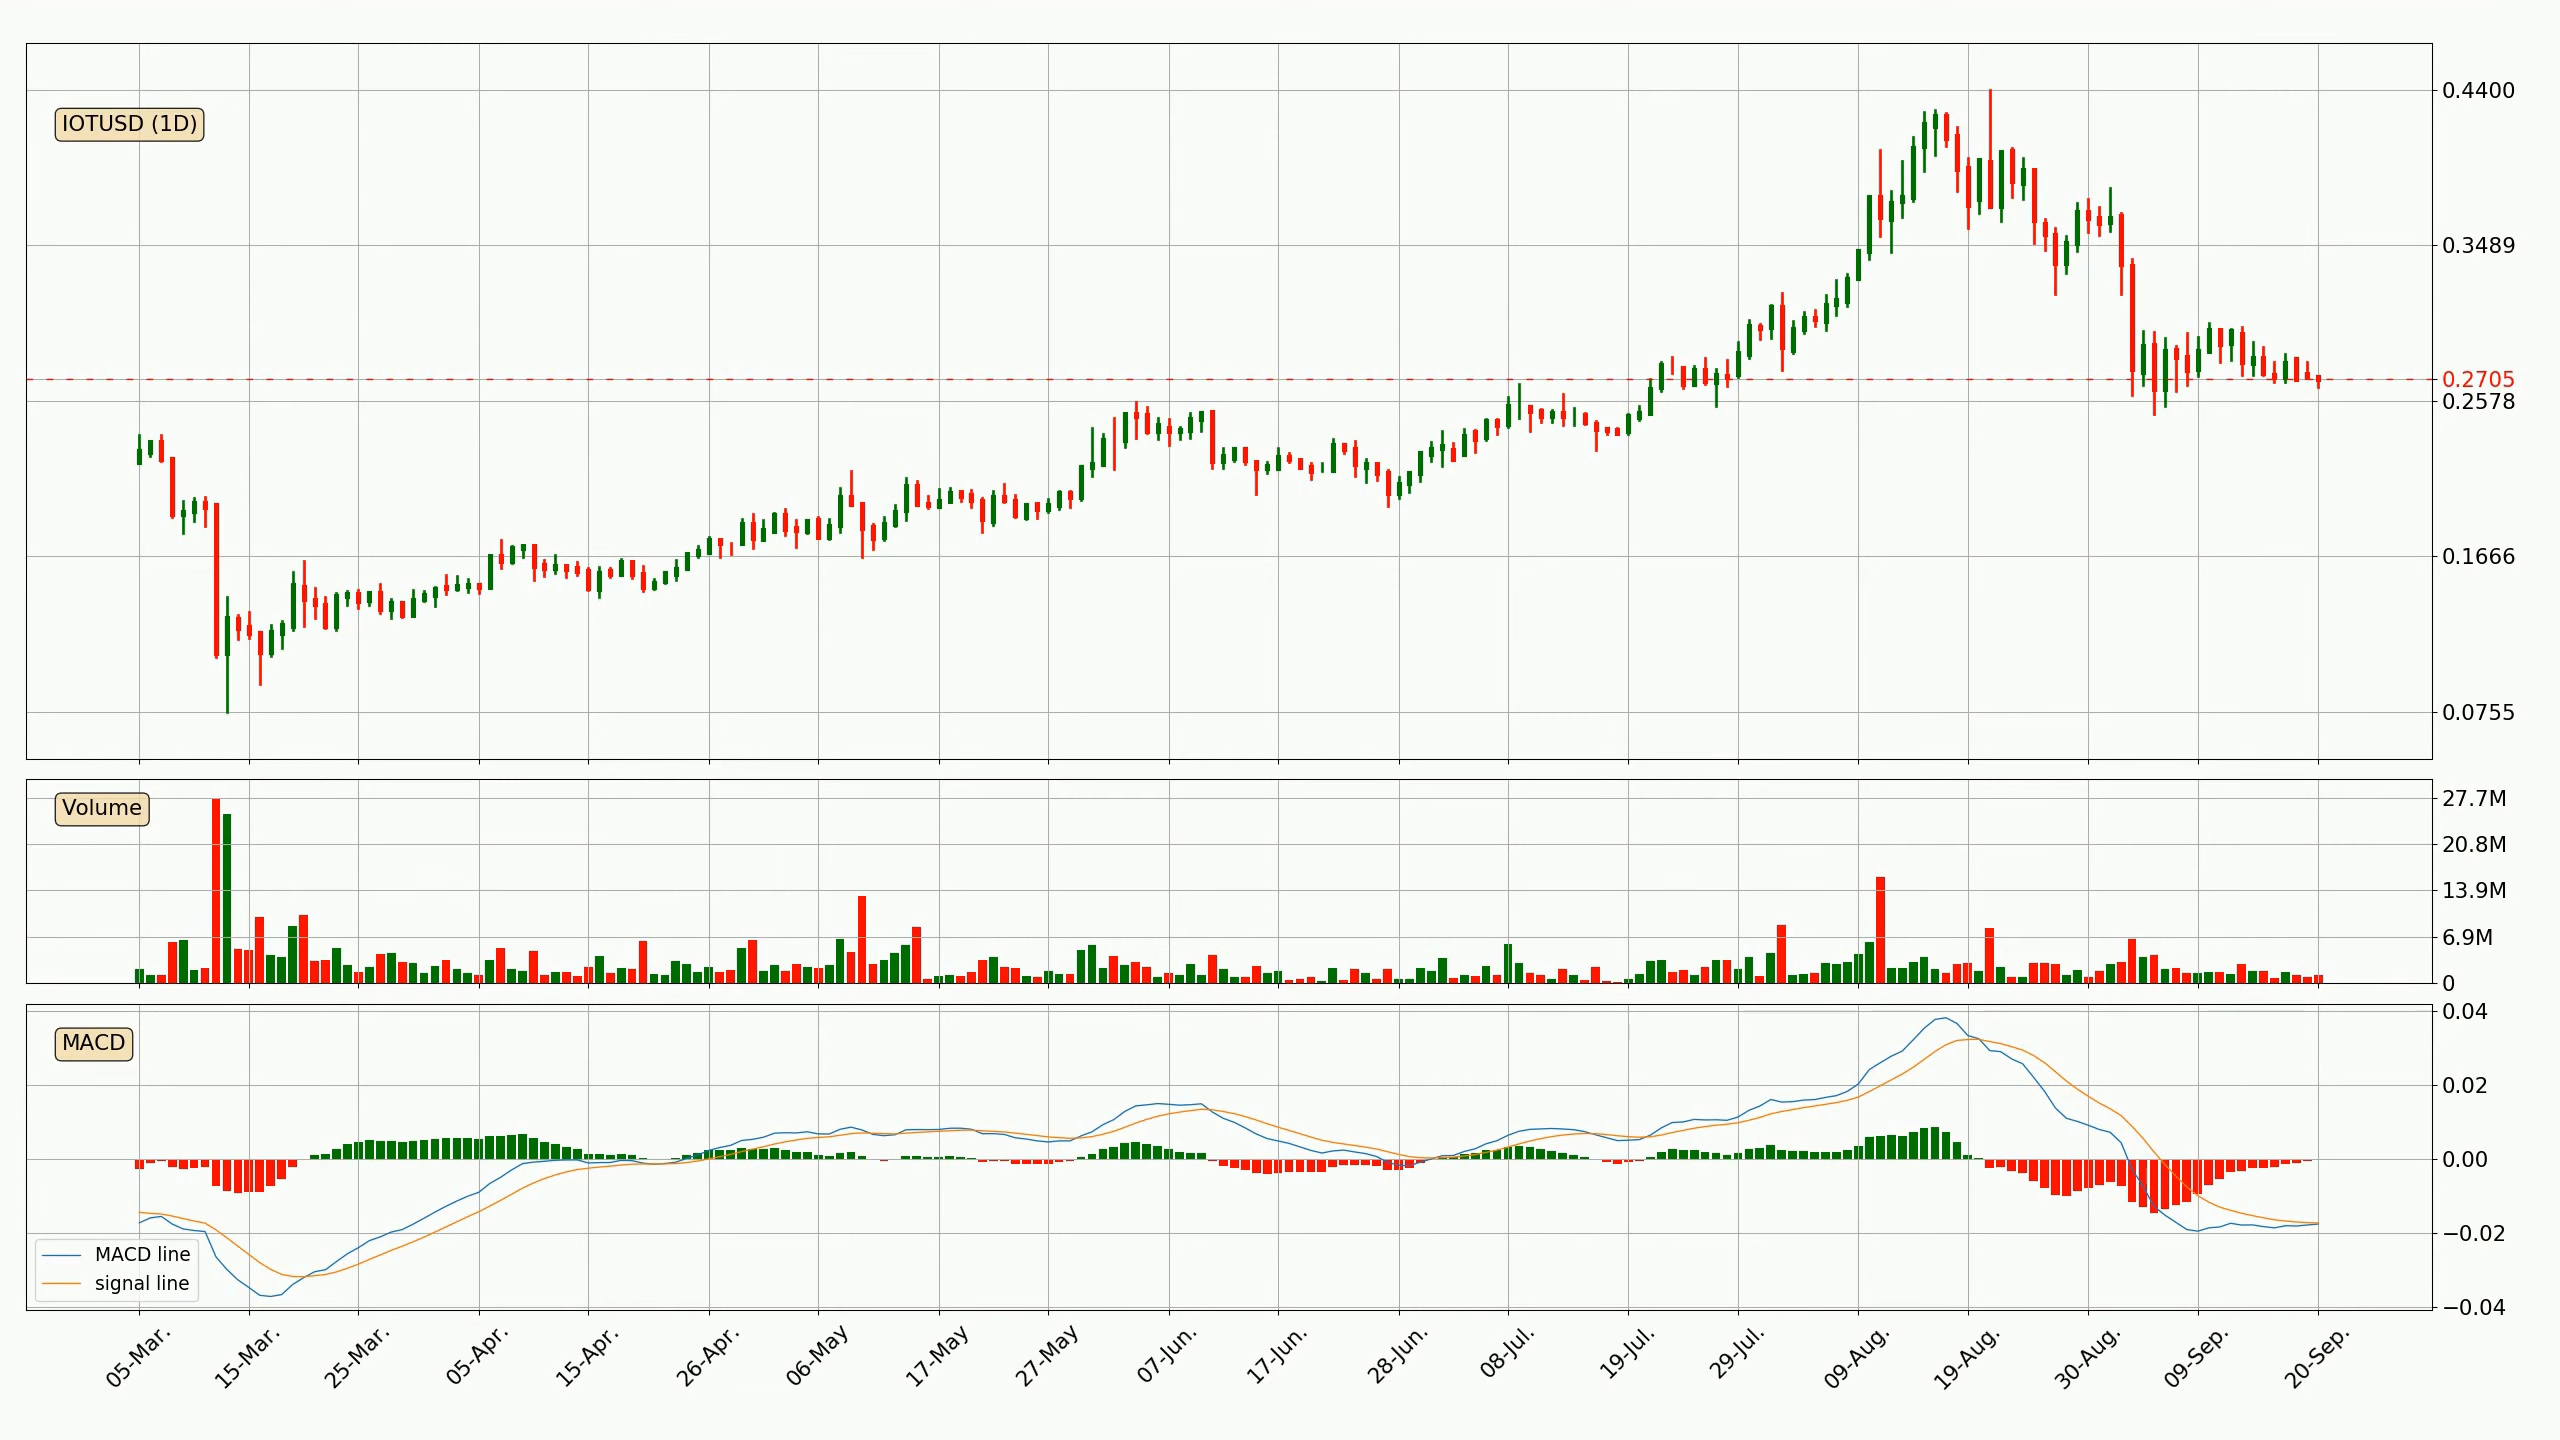 IOTUSD (1D)
0.4400
0.3489
0.2705
0.2578
0.1666
0.0755
Volume
27.7M
20.8M
13.9M
6.9M
0
MACD
0.04
0.02
0.00
−0.02
−0.04
MACD line
signal line
05-Mar.
15-Mar.
25-Mar.
05-Apr.
15-Apr.
26-Apr.
06-May
17-May
27-May
07-Jun.
17-Jun.
28-Jun.
08-Jul.
19-Jul.
29-Jul.
09-Aug.
19-Aug.
30-Aug.
09-Sep.
20-Sep.